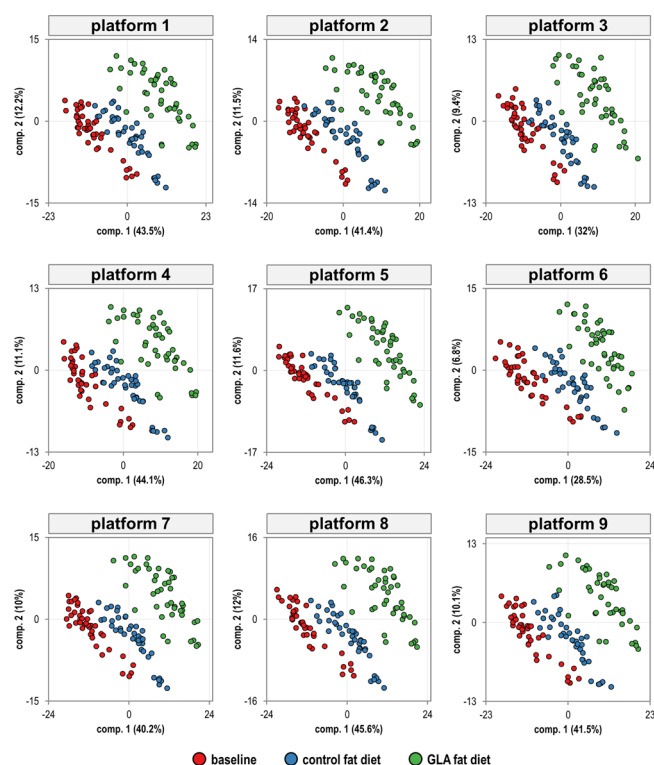 platform 1
platform 2
platform 3
15
0
-15
comp. 2 (12.2%)
-23
0
23
comp. 1 (43.5%)
14
0
-14
comp. 2 (11.5%)
-20
0
20
comp. 1 (41.4%)
13
0
-13
comp. 2 (9.4%)
-20
0
20
comp. 1 (32%)
platform 4
platform 5
platform 6
13
0
-13
comp. 2 (11.1%)
-20
0
20
comp. 1 (44.1%)
17
0
-17
comp. 2 (11.6%)
-24
0
24
comp. 1 (46.3%)
15
0
-15
comp. 2 (6.8%)
-24
0
24
comp. 1 (28.5%)
platform 7
platform 8
platform 9
15
0
-15
comp. 2 (10%)
-24
0
24
comp. 1 (40.2%)
16
0
-16
comp. 2 (12%)
-24
0
24
comp. 1 (45.6%)
13
0
-13
comp. 2 (10.1%)
-23
0
23
comp. 1 (41.5%)
baseline
control fat diet
GLA fat diet